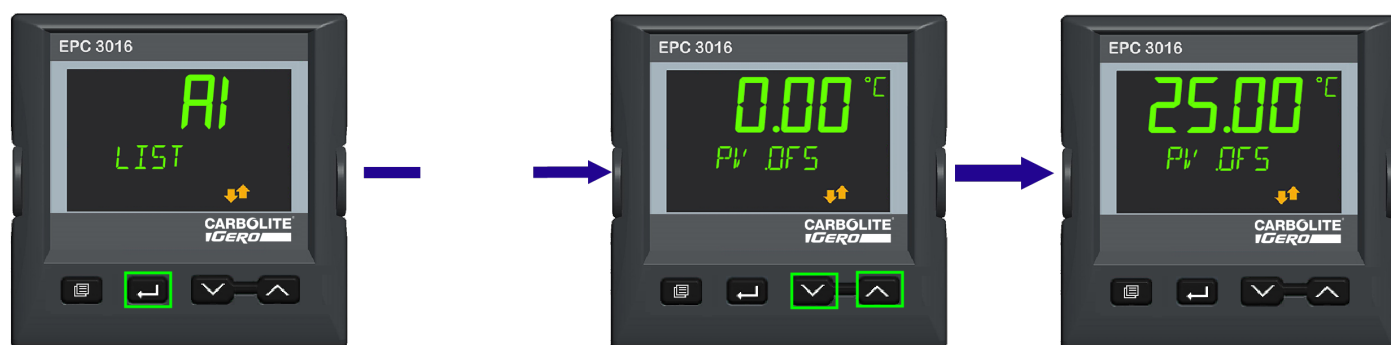 EPC 3016
AI
LIST
CARBOLITE
GERO
EPC 3016
0.00 °C
PV .OFS
CARBOLITE
GERO
EPC 3016
25.00 °C
PV .OFS
CARBOLITE
GERO